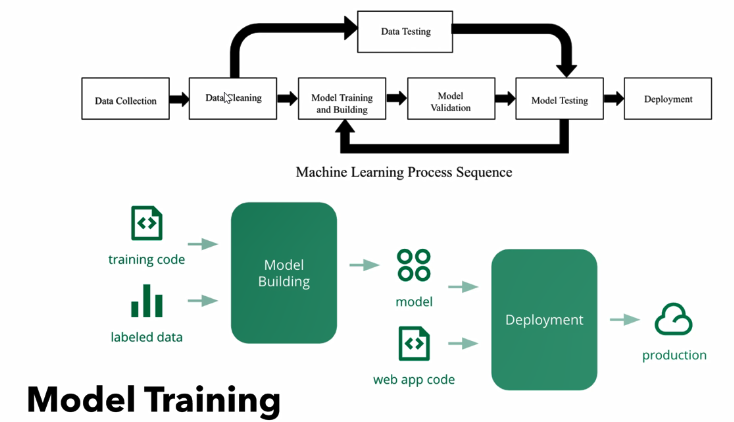 Data Testing
Data Collection
Data Cleaning
Model Training
and Building
Model
Validation
Model Testing
Deployment
Machine Learning Process Sequence
training code
labeled data
Model
Building
model
web app code
Deployment
production
Model Training